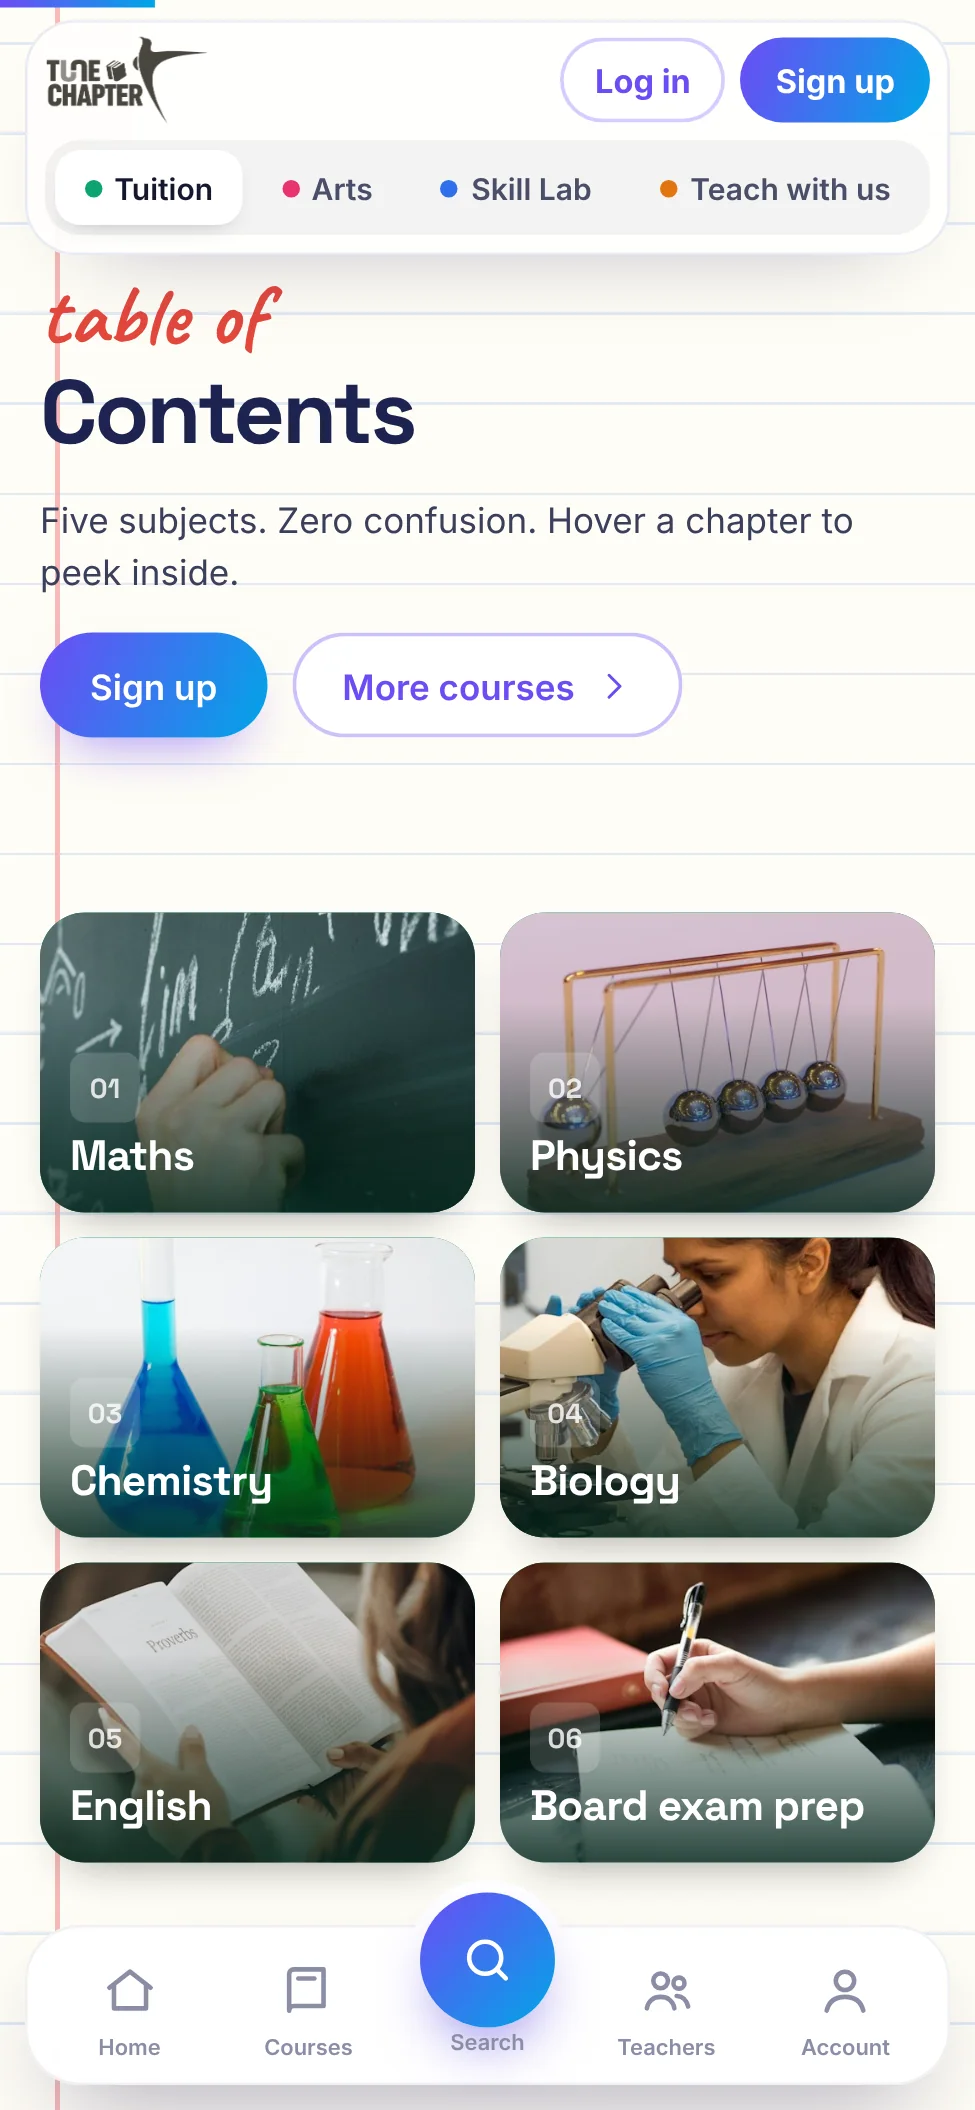 TUNE
CHAPTER
Log in
Sign up
Tuition
Arts
Skill Lab
Teach with us
table of
Contents
Five subjects. Zero confusion. Hover a chapter to
peek inside.
Sign up
More courses
01
Maths
02
Physics
03
Chemistry
04
Biology
Proverbs
05
English
06
Board exam prep
Home
Courses
Search
Teachers
Account